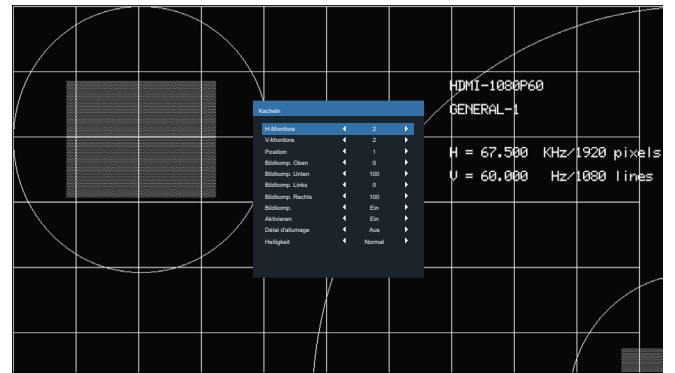 HDMI-1080P60
GENERAL-1
H = 67.500 KHz/1920 pixels
V = 60.000 Hz/1080 lines
Kacheln
H-Monitore 2
V-Monitore 2
Position 1
Bildkomp. Oben 0
Bildkomp. Unten 100
Bildkomp. Links 0
Bildkomp. Rechts 100
Bildkomp. Ein
Aktivieren Ein
Délai d'allumage Aus
Helligkeit Normal